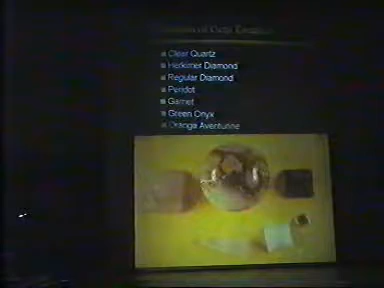 Clear Quartz
Herkimer Diamond
Regular Diamond
Peridot
Garnet
Green Onyx
Orange Aventurine